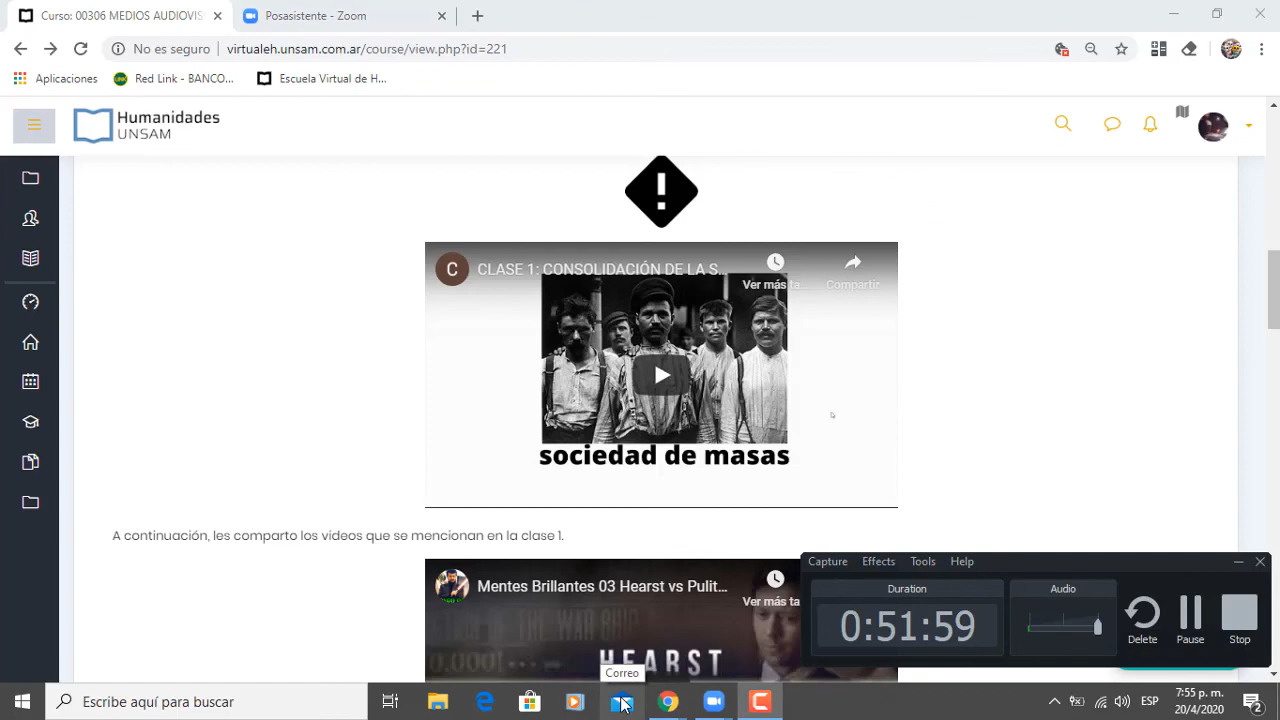 Curso: 00306 MEDIOS AUDIOVIS
Posasistente - Zoom
No es seguro
virtualeh.unsam.com.ar/course/view.php?id=221
Aplicaciones
Red Link - BANCO...
Escuela Virtual de H...
Humanidades
UNSAM
C
CLASE 1: CONSOLIDACIÓN DE LA S...
Ver más ta...
Compartir
sociedad de masas
A continuación, les comparto los videos que se mencionan en la clase 1.
Mentes Brillantes 03 Hearst vs Pulit...
Ver más ta
HEARST
Capture
Effects
Tools
Help
Duration
0:51:59
Audio
Delete
Pause
Stop
Correo
Escribe aquí para buscar
ESP
7:55 p. m.
20/4/2020
2